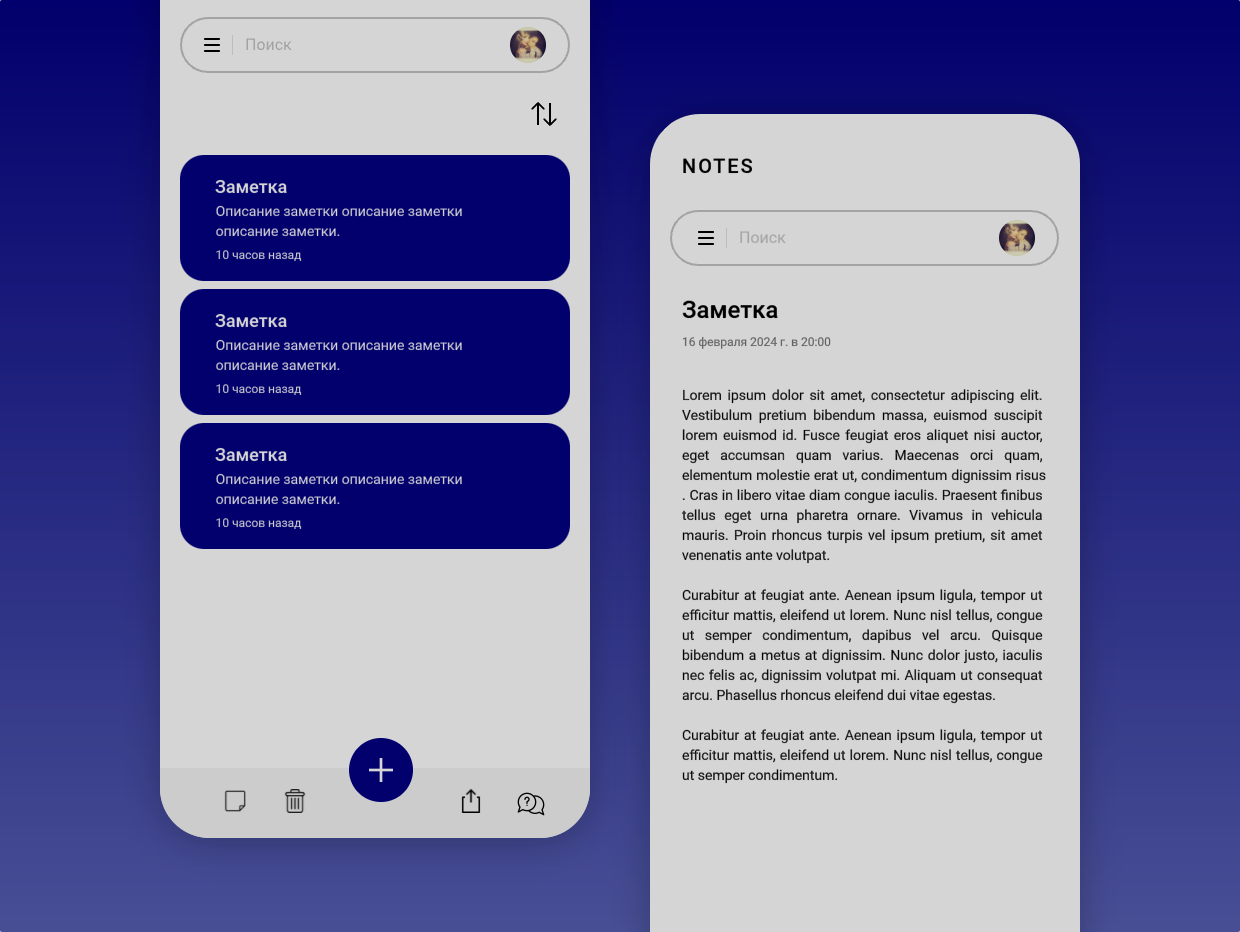 Поиск
Заметка
Описание заметки описание заметки
описание заметки.
10 часов назад
Заметка
Описание заметки описание заметки
описание заметки.
10 часов назад
Заметка
Описание заметки описание заметки
описание заметки.
10 часов назад
?
NOTES
Поиск
Заметка
16 февраля 2024 г. в 20:00
Lorem ipsum dolor sit amet, consectetur adipiscing elit.
Vestibulum pretium bibendum massa, euismod suscipit
lorem euismod id. Fusce feugiat eros aliquet nisi auctor,
eget accumsan quam varius. Maecenas orci quam,
elementum molestie erat ut, condimentum dignissim risus
. Cras in libero vitae diam congue iaculis. Praesent finibus
tellus eget urna pharetra ornare. Vivamus in vehicula
mauris. Proin rhoncus turpis vel ipsum pretium, sit amet
venenatis ante volutpat.
Curabitur at feugiat ante. Aenean ipsum ligula, tempor ut
efficitur mattis, eleifend ut lorem. Nunc nisl tellus, congue
ut semper condimentum, dapibus vel arcu. Quisque
bibendum a metus at dignissim. Nunc dolor justo, iaculis
nec felis ac, dignissim volutpat mi. Aliquam ut consequat
arcu. Phasellus rhoncus eleifend dui vitae egestas.
Curabitur at feugiat ante. Aenean ipsum ligula, tempor ut
efficitur mattis, eleifend ut lorem. Nunc nisl tellus, congue
ut semper condimentum.